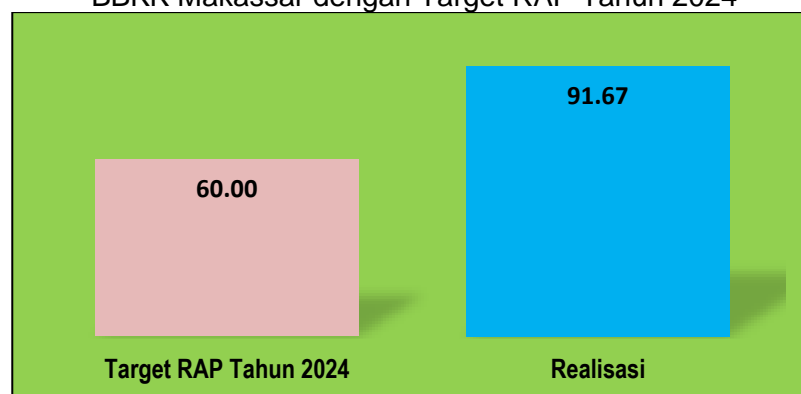 BBKK Makassar dengan Target RAP Tahun 2024
91.67
60.00
Target RAP Tahun 2024
Realisasi